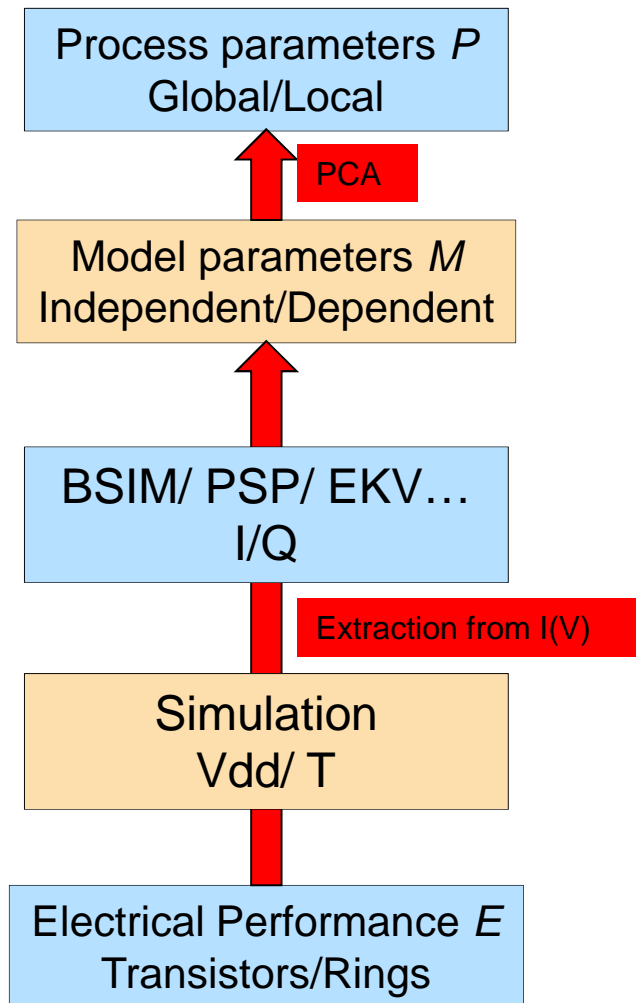 Process parameters P
Global/Local
PCA
Model parameters M
Independent/Dependent
BSIM/ PSP/ EKV…
I/Q
Extraction from I(V)
Simulation
Vdd/ T
Electrical Performance E
Transistors/Rings